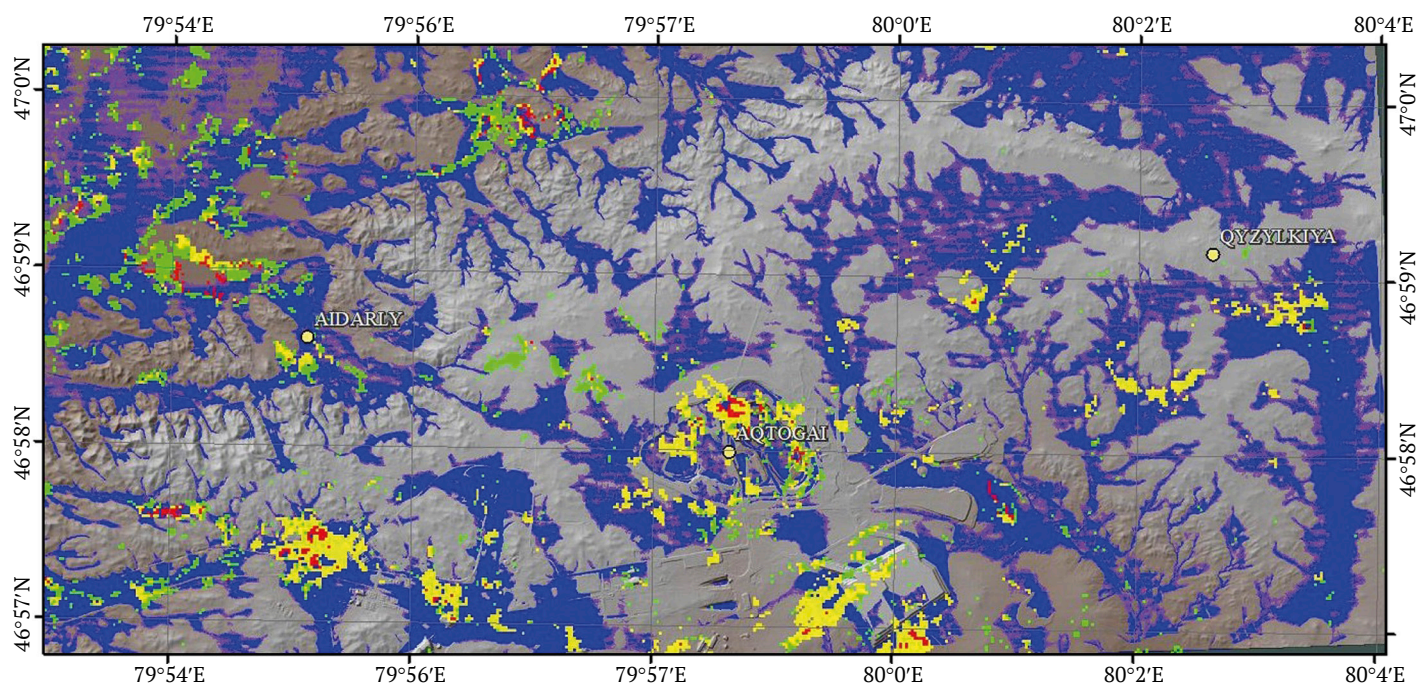 79°54′E 79°56′E 79°57′E 80°0′E 80°2′E 80°4′E
47°0′N 47°0′N
QYZYLKIYA
46°59′N 46°59′N
AIDARLY
AQTOGAI
46°58′N 46°58′N
46°57′N
79°54′E 79°56′E 79°57′E 80°0′E 80°2′E 80°4′E